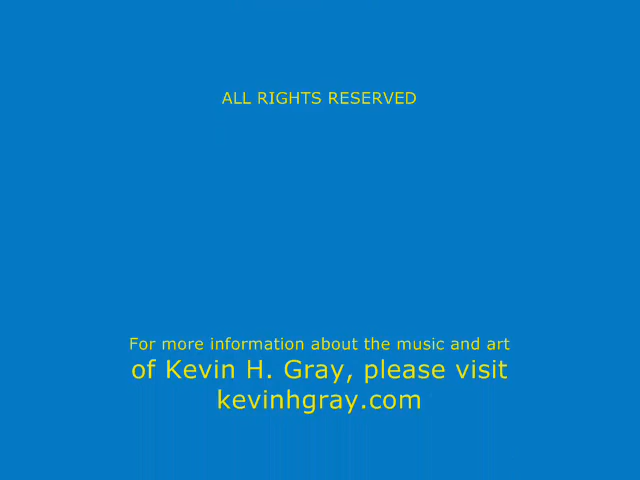 ALL RIGHTS RESERVED
For more information about the music and art
of Kevin H. Gray, please visit
kevinhgray.com